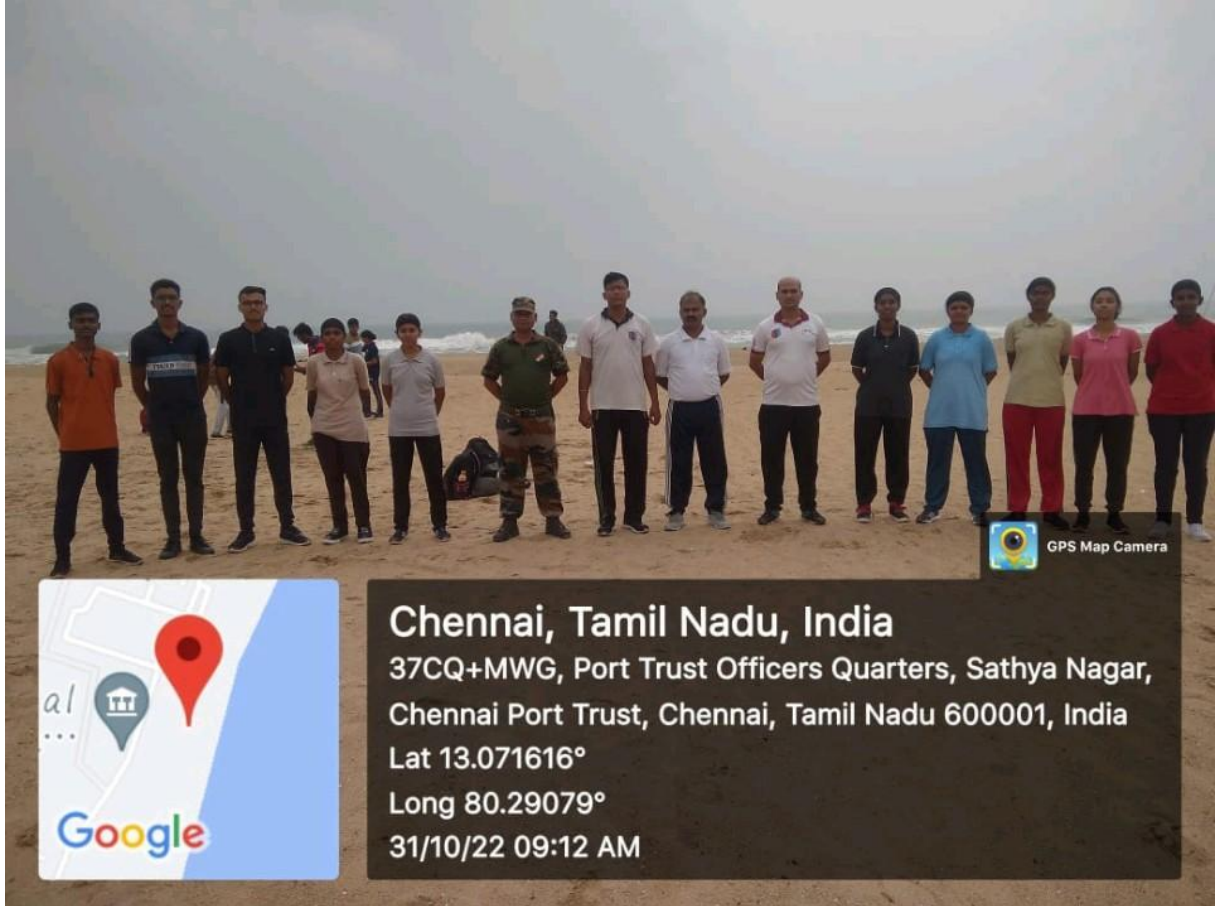 GPS Map Camera
Chennai, Tamil Nadu, India
37CQ+MWG, Port Trust Officers Quarters, Sathya Nagar,
Chennai Port Trust, Chennai, Tamil Nadu 600001, India
Lat 13.071616°
Long 80.29079°
31/10/22 09:12 AM
al
...
Google